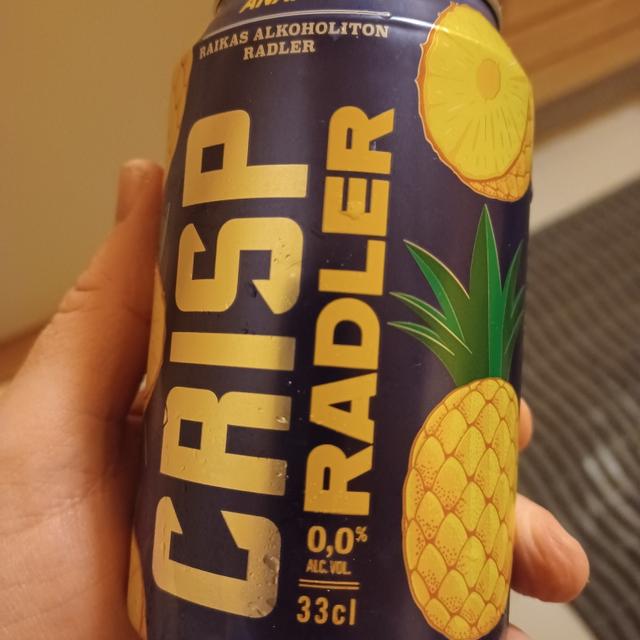 RAIKAS ALKOHOLITON
RADLER
CRISP
RADLER
0,0%
ALC. VOL.
33cl